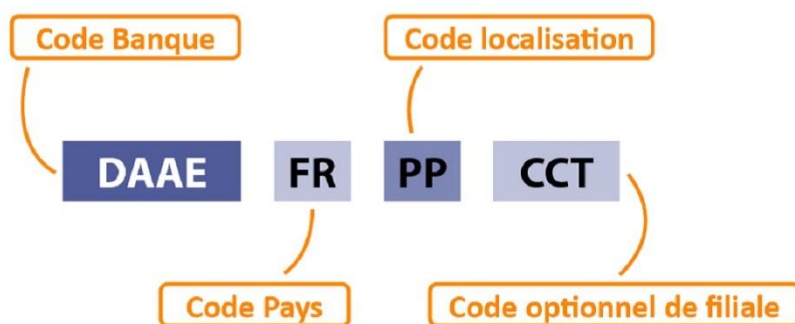 Code Banque
Code localisation
DAAE FR PP CCT
Code Pays
Code optionnel de filiale